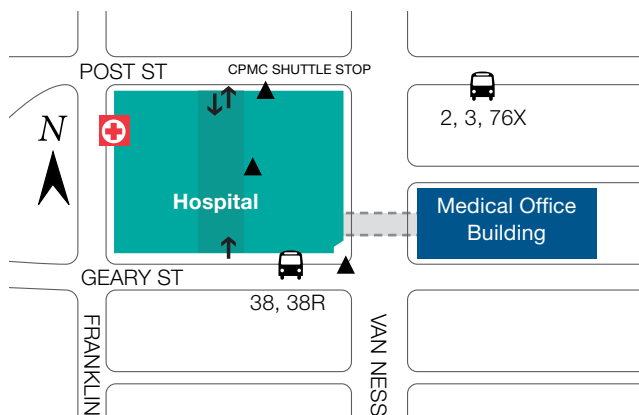 POST ST
CPMC SHUTTLE STOP
2, 3, 76X
N
Hospital
Medical Office
Building
GEARY ST
38, 38R
FRANKLIN
VAN NESS